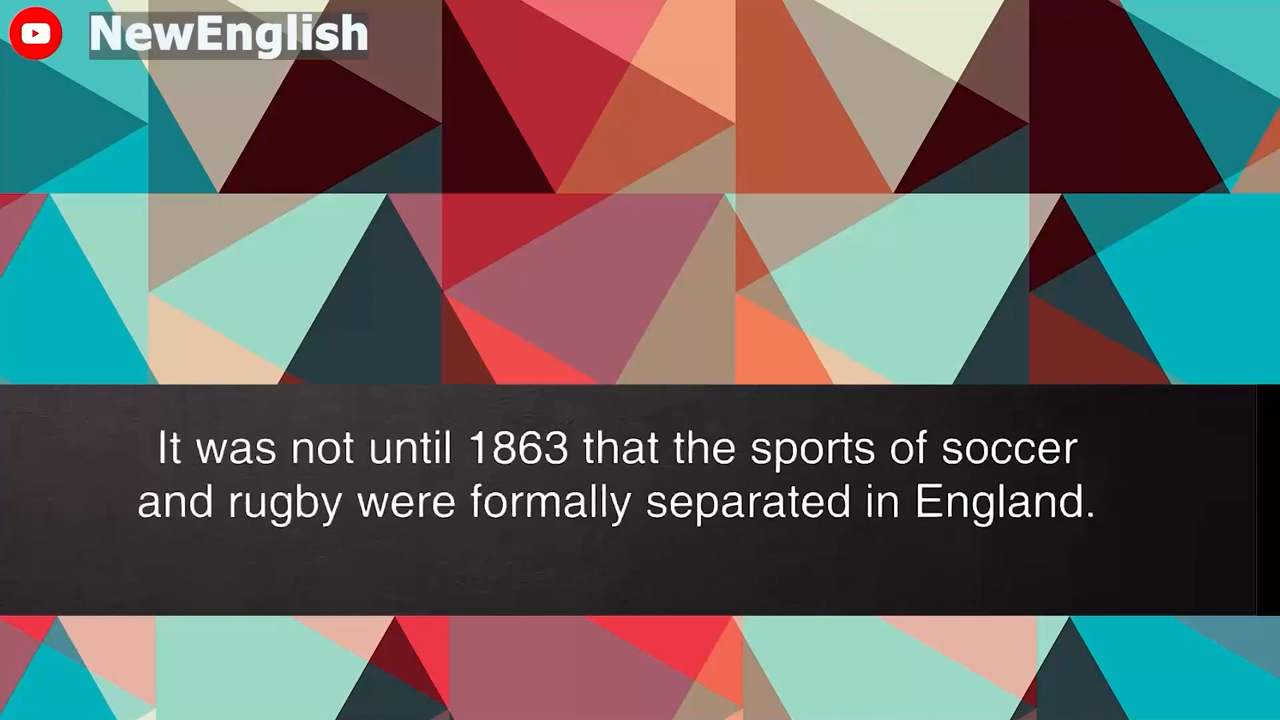 NewEnglish
It was not until 1863 that the sports of soccer
and rugby were formally separated in England.